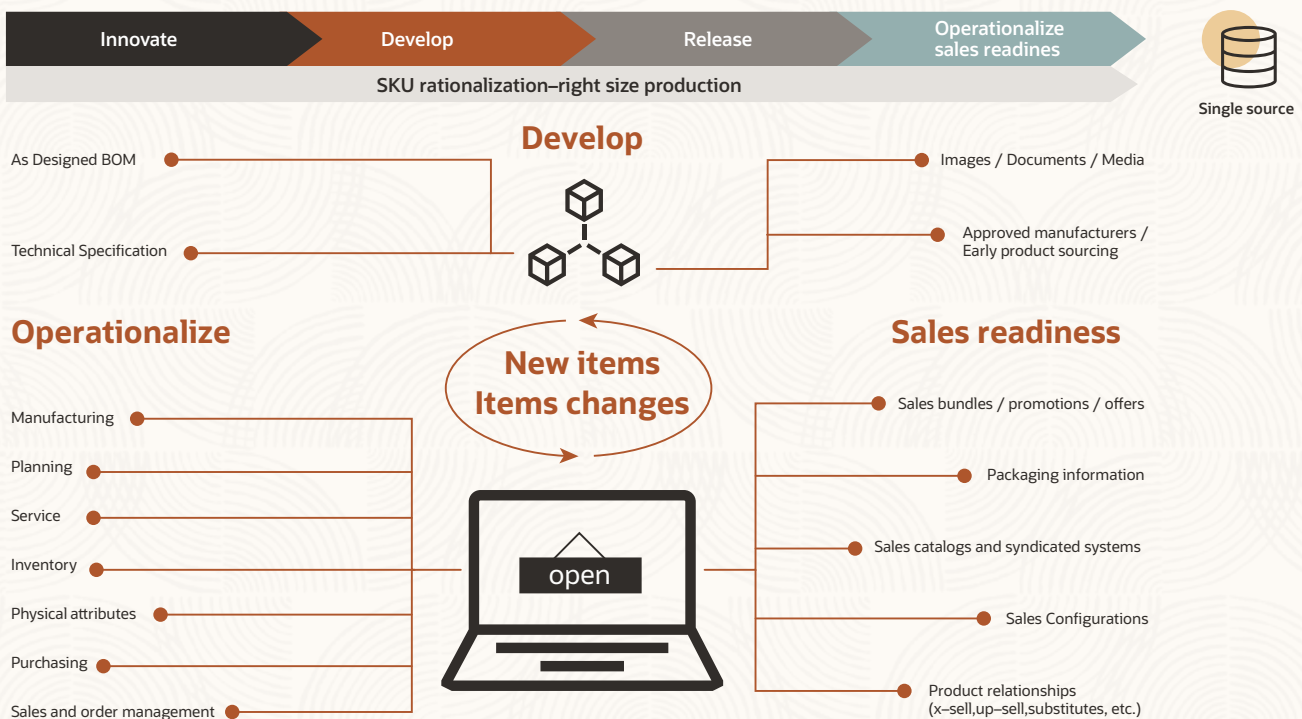 Innovate
Develop
Release
Operationalize
sales readines
SKU rationalization–right size production
Single source
Develop
As Designed BOM
Technical Specification
Images / Documents / Media
Approved manufacturers /
Early product sourcing
Operationalize
New items
Items changes
Sales readiness
Manufacturing
Planning
Service
Inventory
Physical attributes
Purchasing
Sales and order management
open
Sales bundles / promotions / offers
Packaging information
Sales catalogs and syndicated systems
Sales Configurations
Product relationships
(x–sell,up–sell,substitutes, etc.)